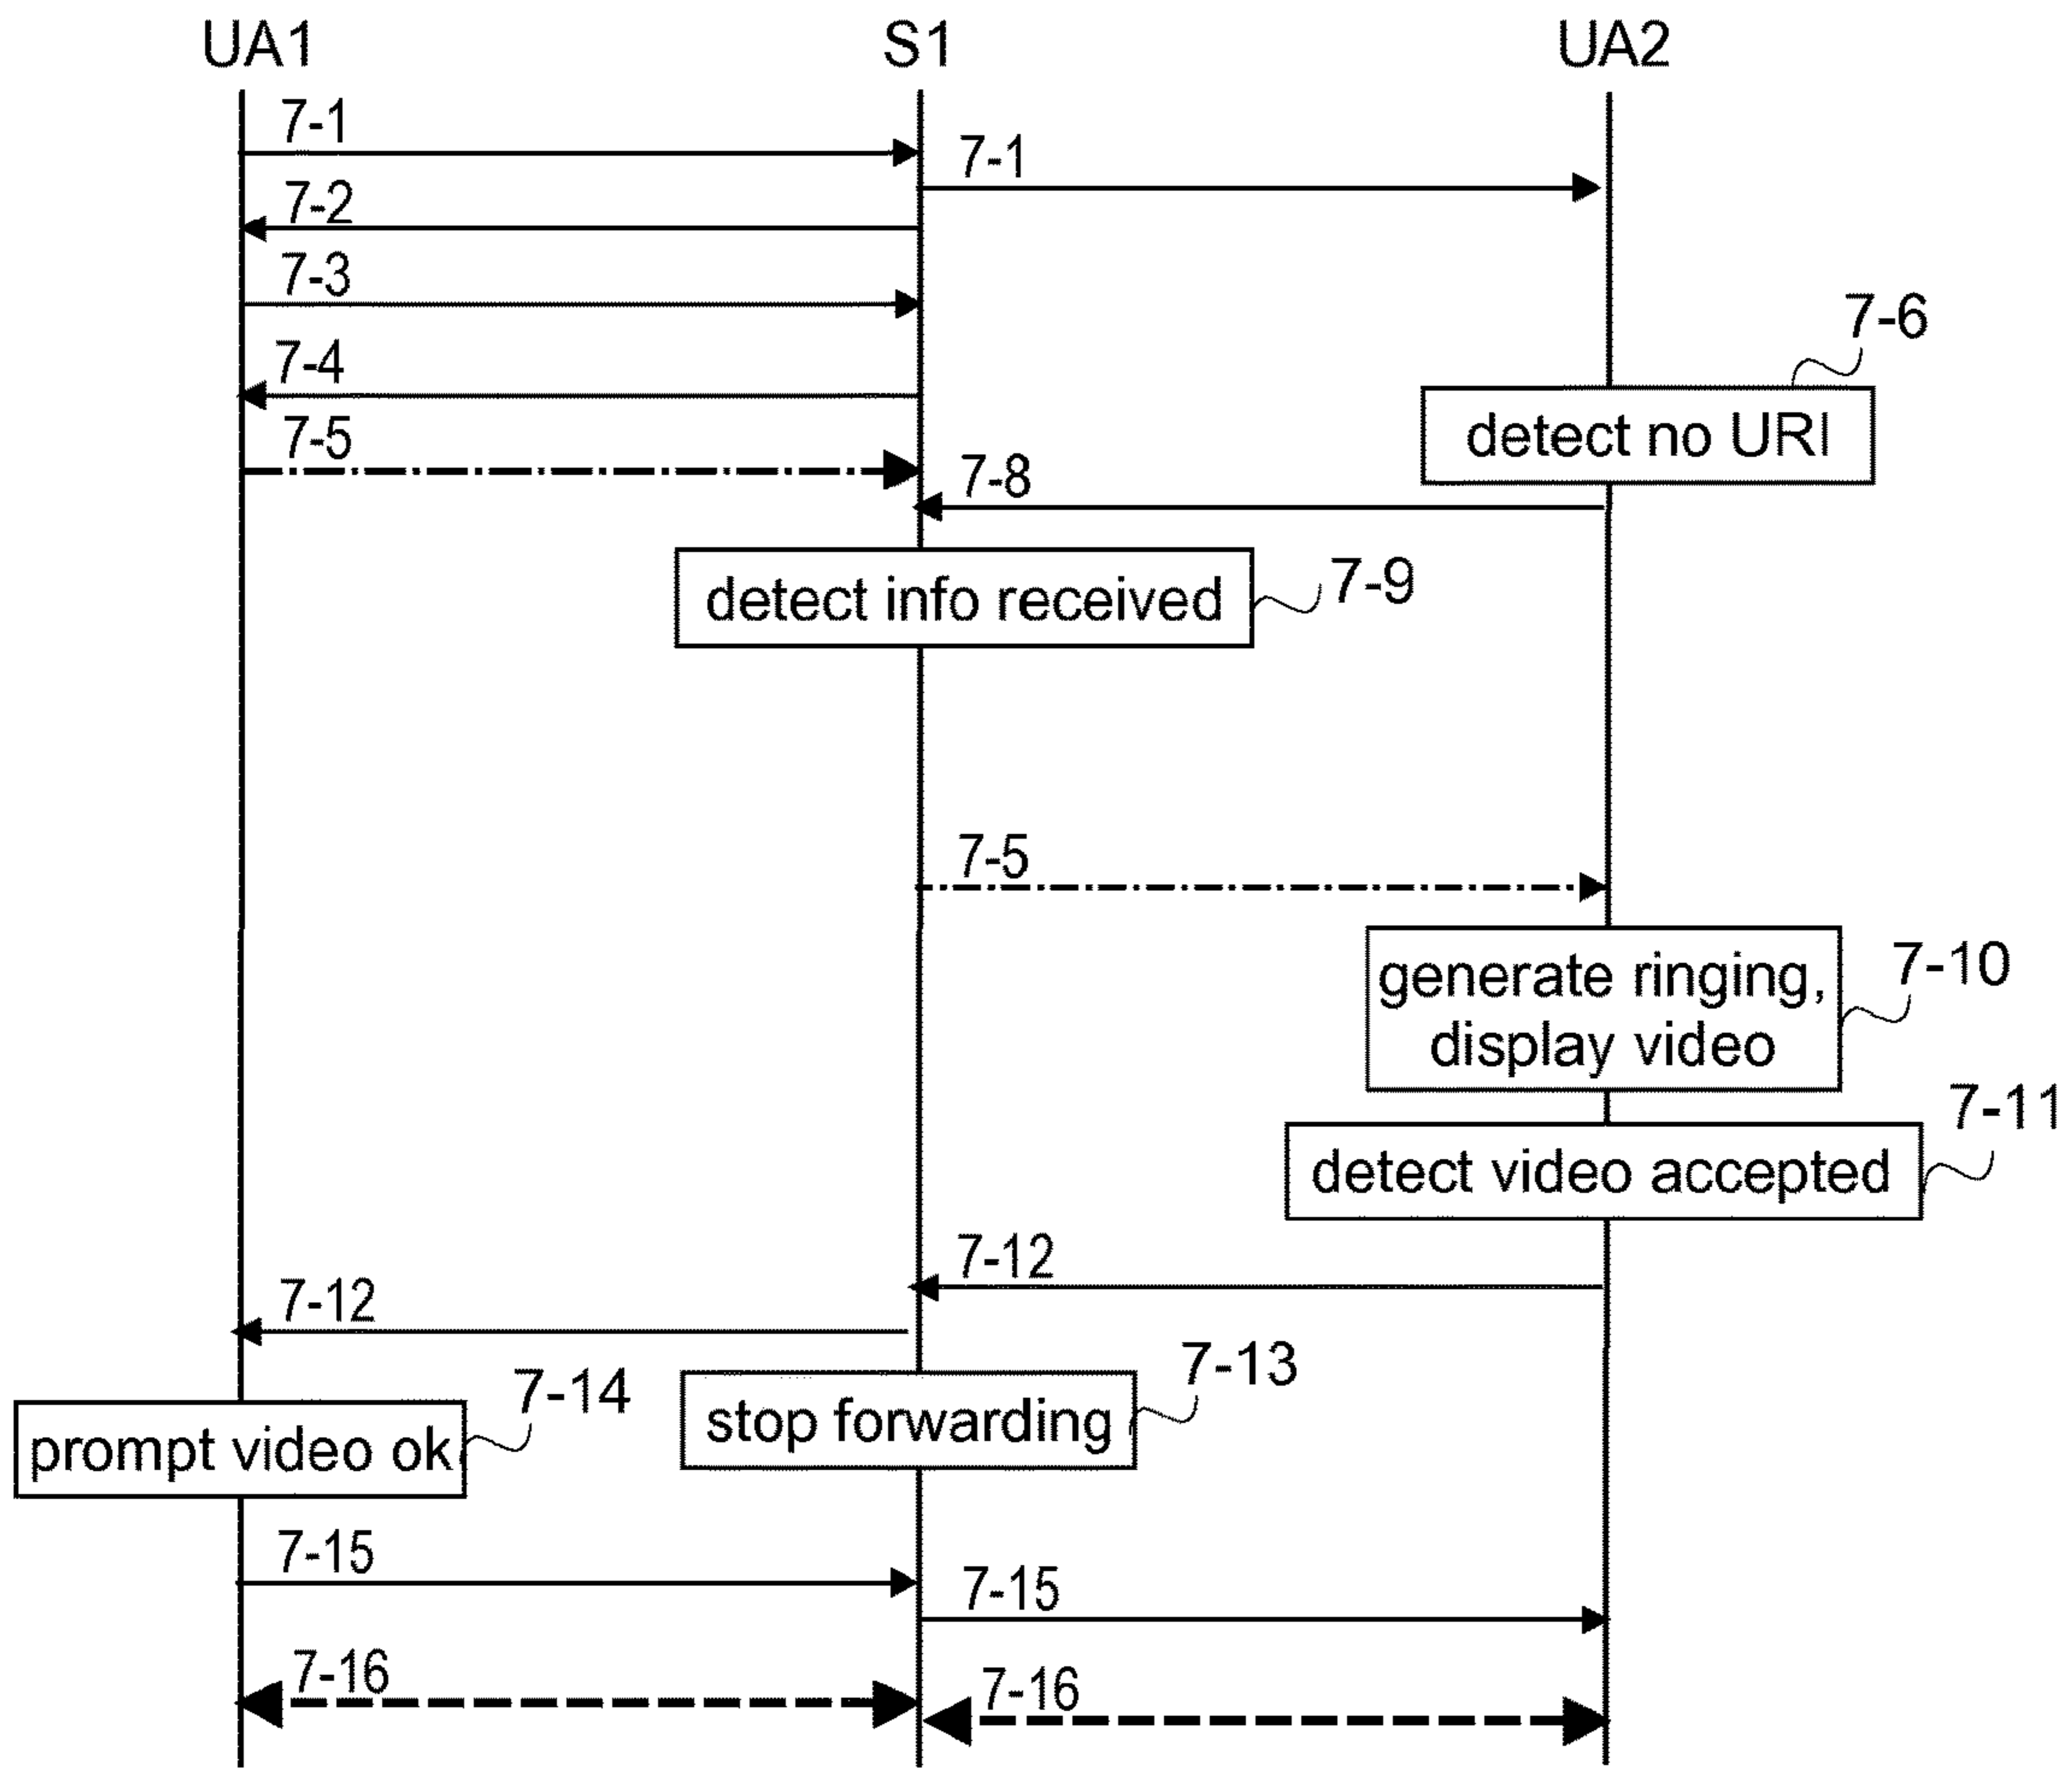 UA1
S1
UA2
7-1
7-1
7-2
7-3
7-6
7-4
detect no URI
7-5
7-8
detect info received
7-9
7-5
generate ringing,
display video
7-10
7-11
detect video accepted
7-12
7-12
7-13
7-14
stop forwarding
prompt video ok
7-15
7-15
7-16
7-16